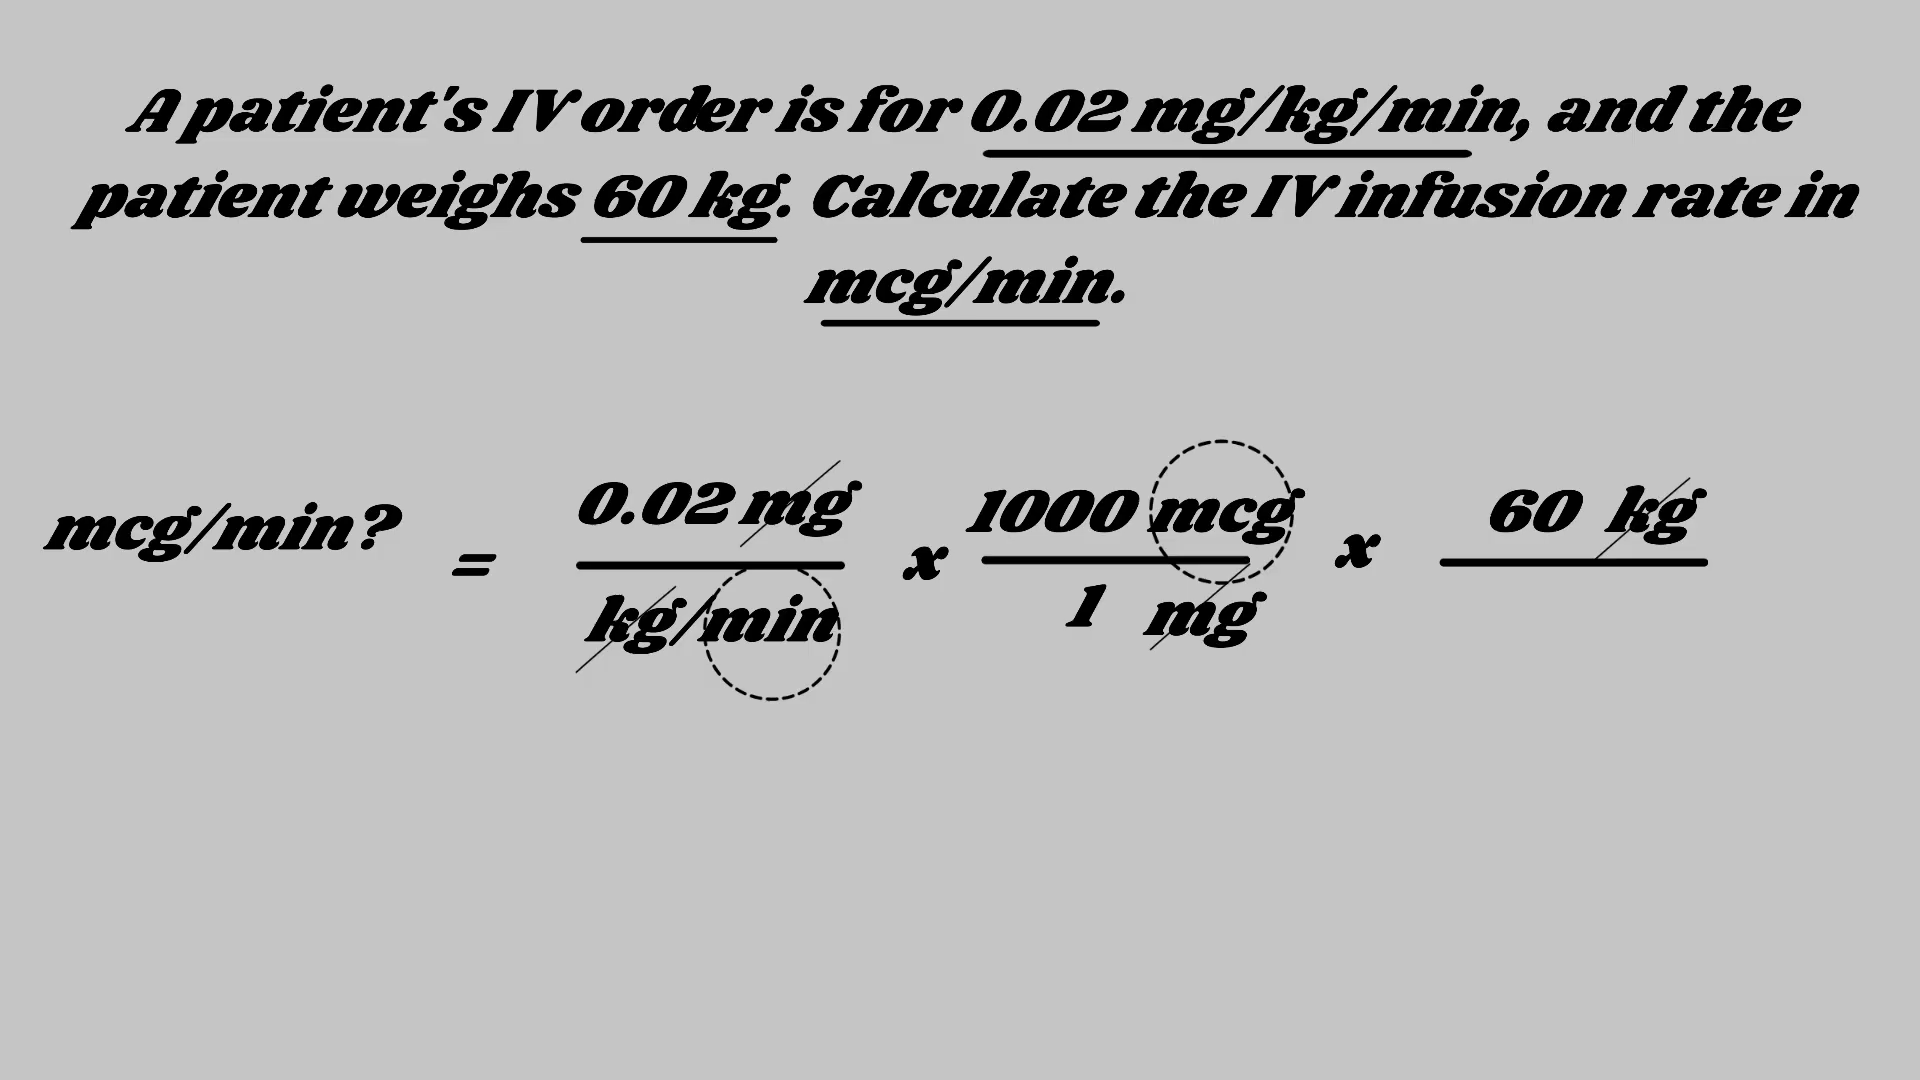 A patient's IV order is for 0.02 mg/kg/min, and the
patient weighs 60 kg. Calculate the IV infusion rate in
mcg/min.
mcg/min? = 0.02 mg x 1000 mcg x 60 kg
kg/min 1 mg